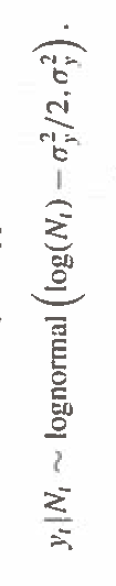 y_t | N_t ~ lognormal (log(N_t) − σ_y^2/2, σ_y^2).